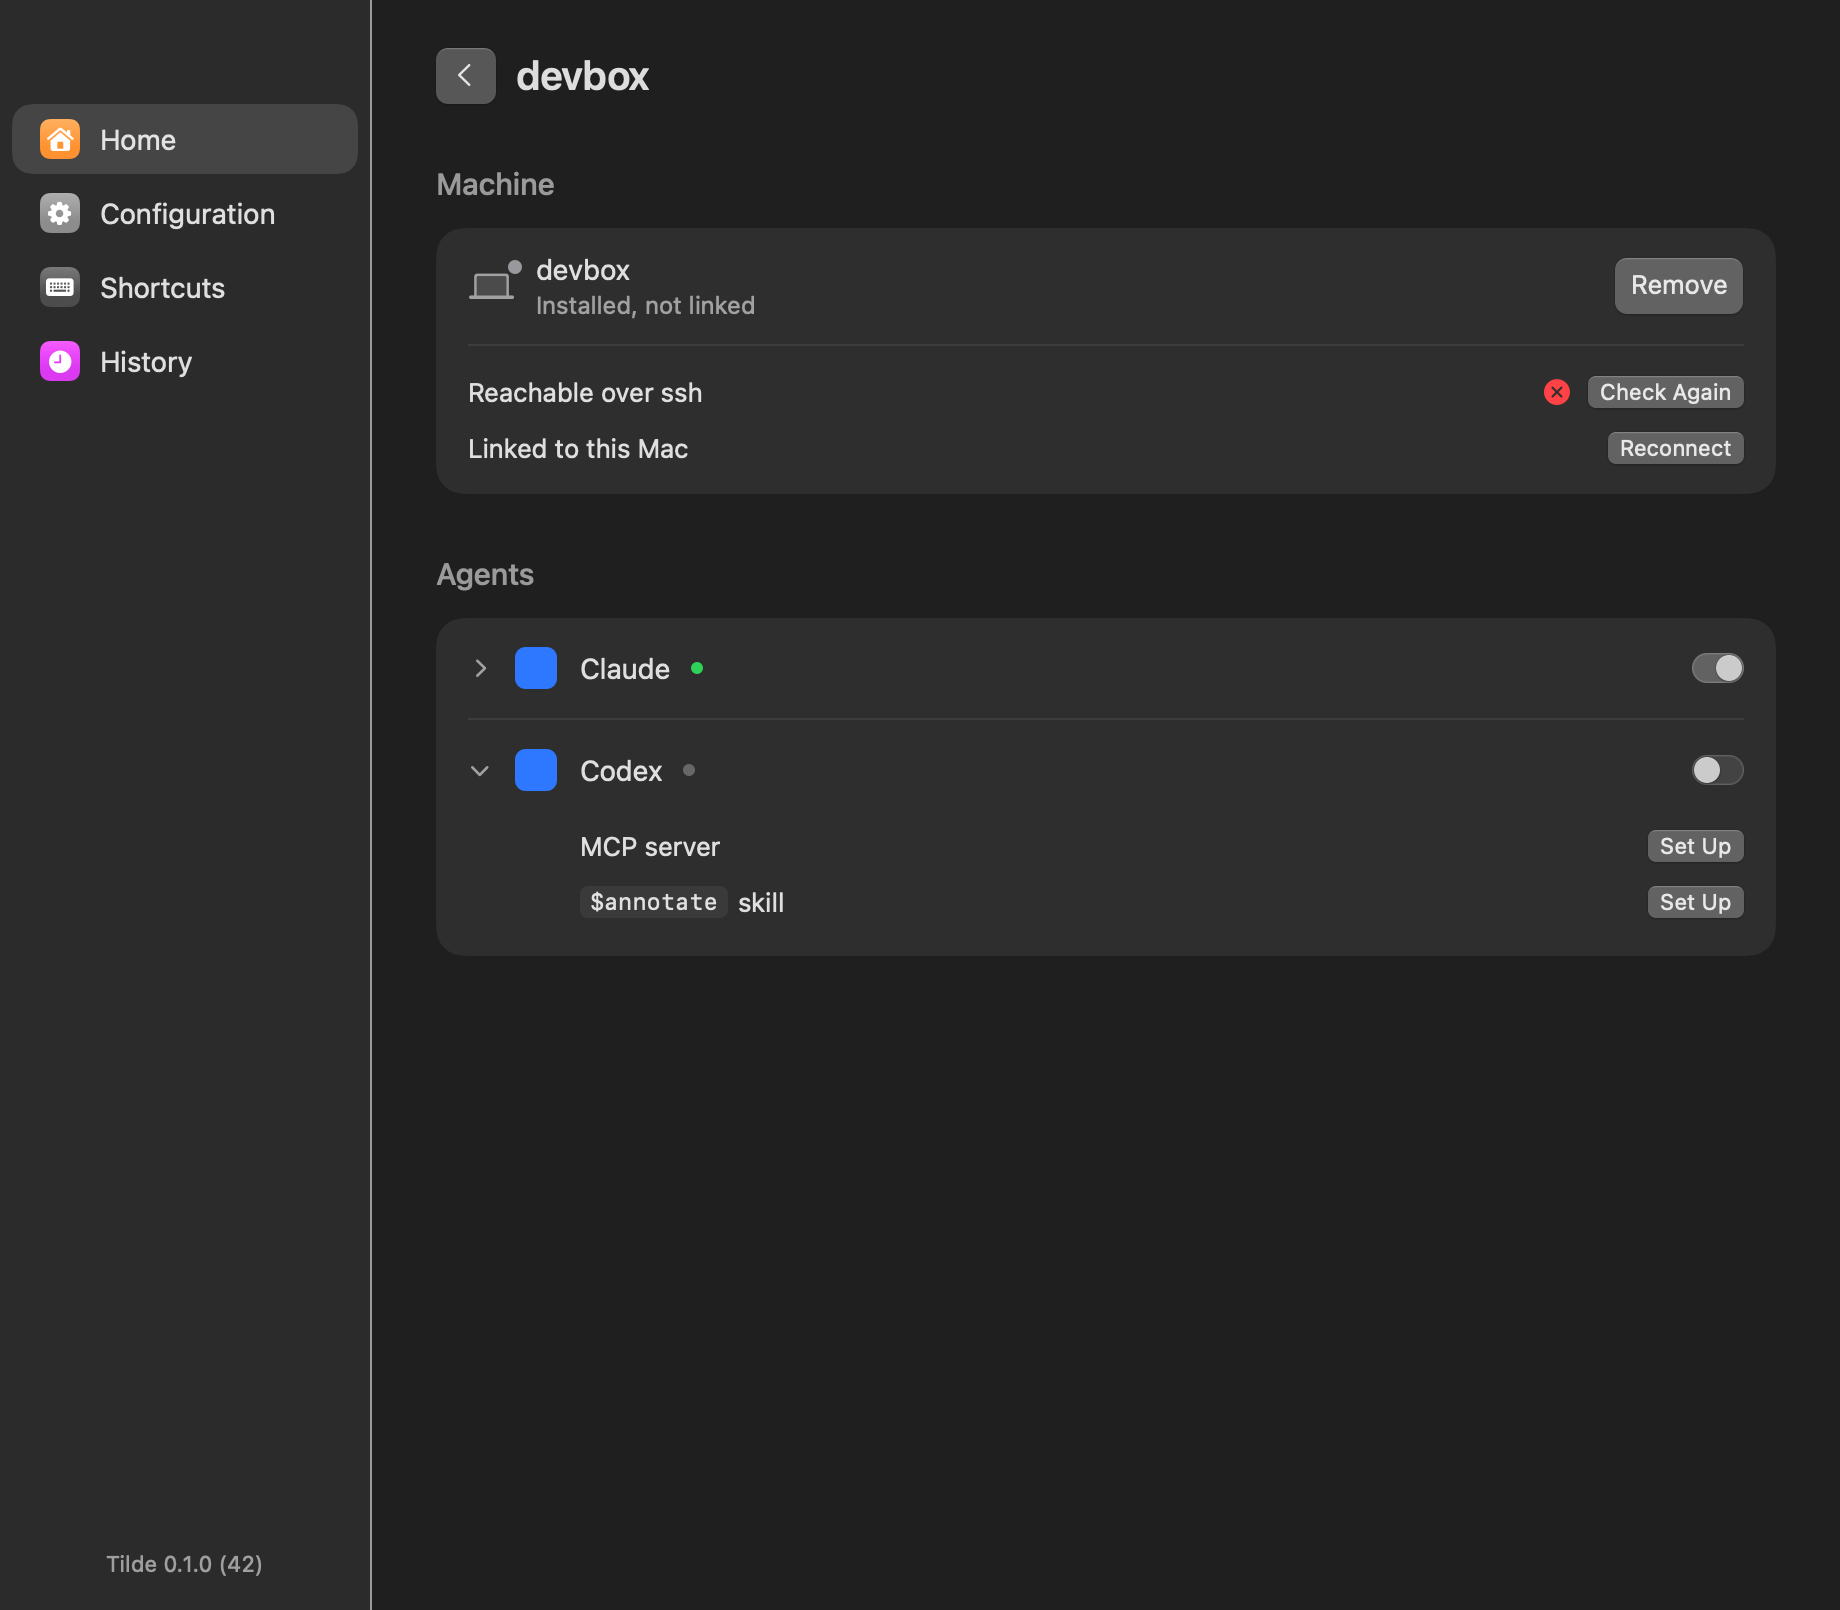 devbox
Home
Configuration
Shortcuts
History
Machine
devbox
Installed, not linked
Remove
Reachable over ssh
Check Again
Linked to this Mac
Reconnect
Agents
Claude
Codex
MCP server
Set Up
$annotate skill
Set Up
Tilde 0.1.0 (42)